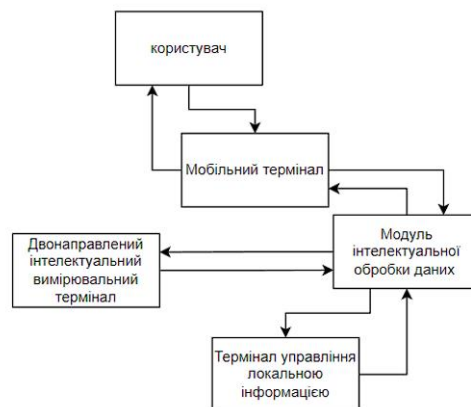 користувач
Мобільний термінал
Модуль
інтелектуальної
обробки даних
Двонаправлений
інтелектуальний
вимірювальний
термінал
Термінал управління
локальною
інформацією